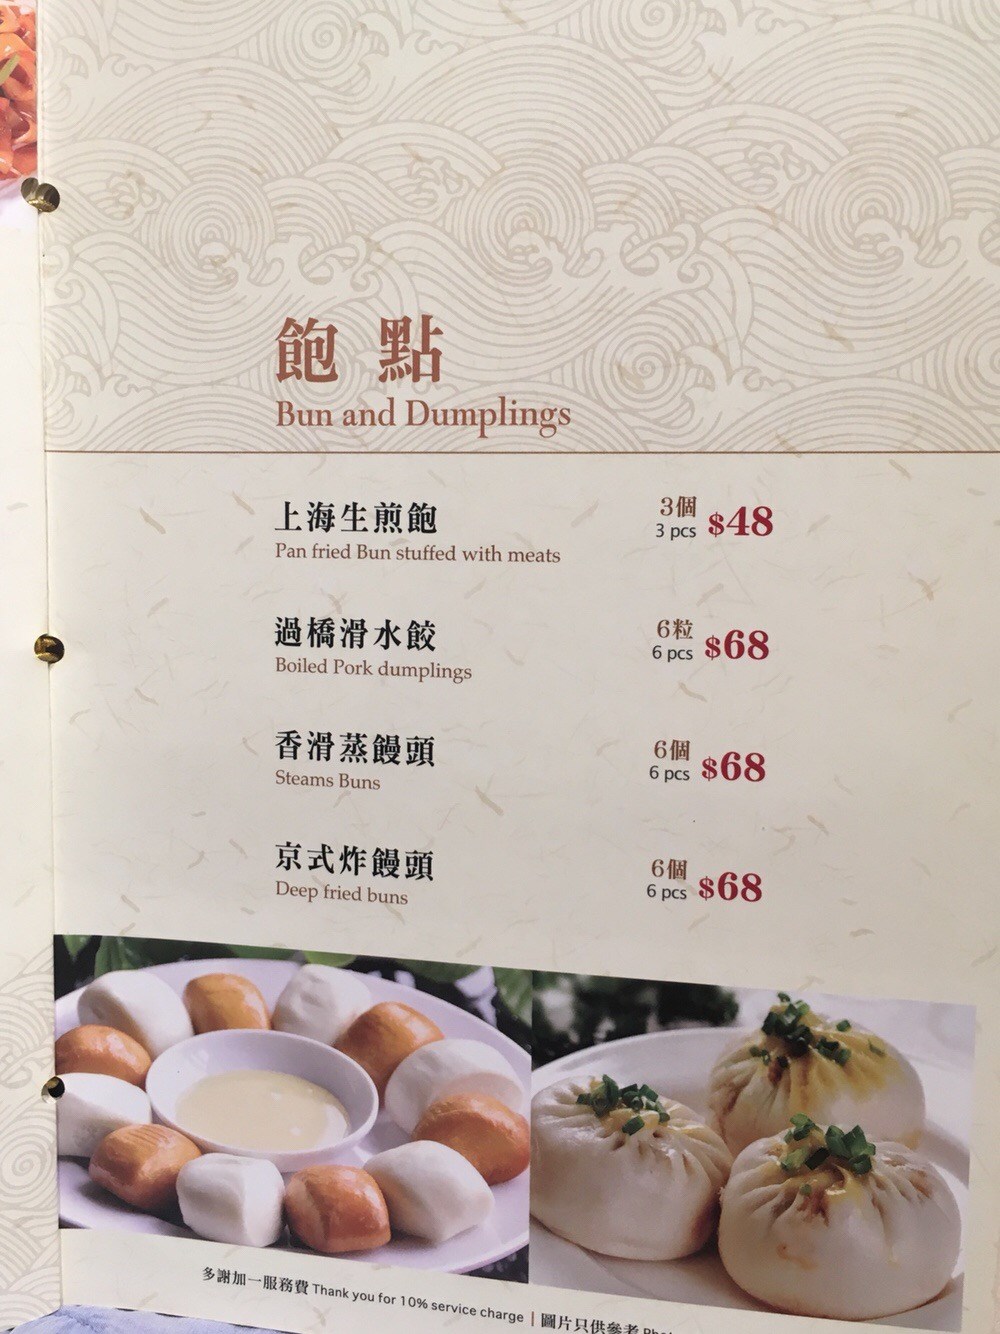 飽 點
Bun and Dumplings
上海生煎飽
Pan fried Bun stuffed with meats
3個
3 pcs
$48
過橋滑水餃
Boiled Pork dumplings
6粒
6 pcs
$68
香滑蒸饅頭
Steams Buns
6個
6 pcs
$68
京式炸饅頭
Deep fried buns
6個
6 pcs
$68
多謝加一服務費 Thank you for 10% service charge | 圖片只供參考